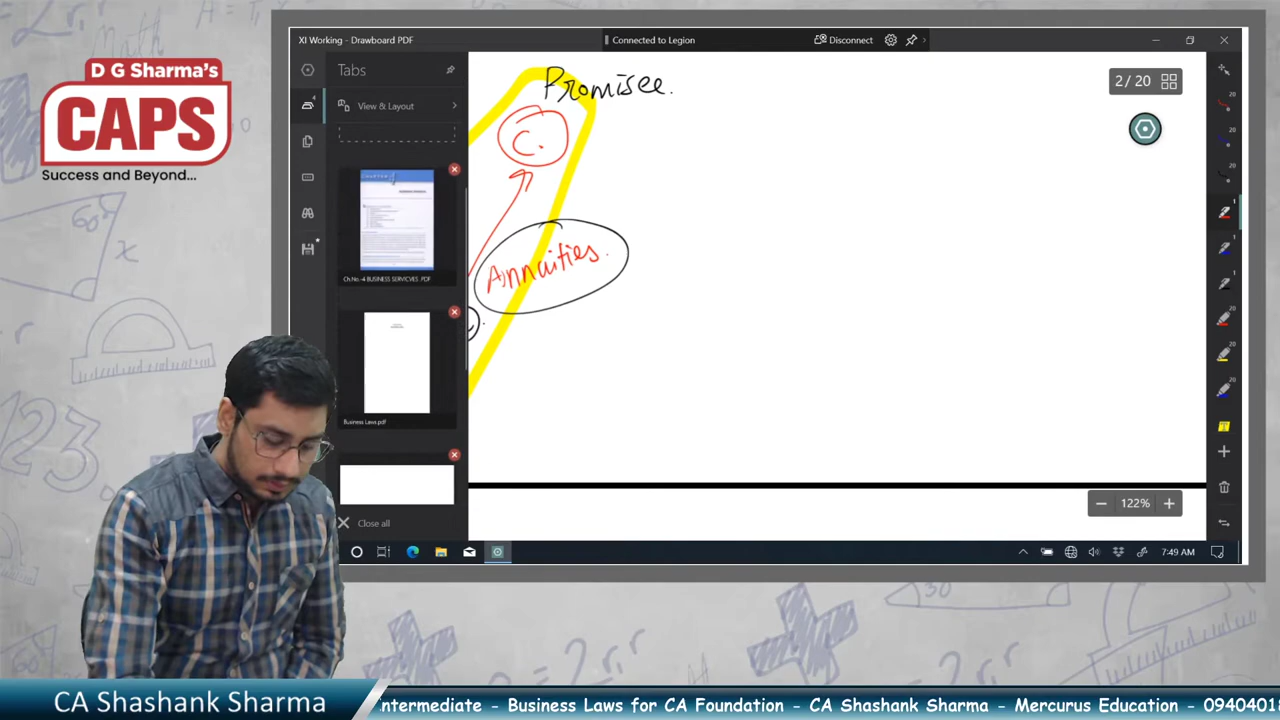 D G Sharma's
CAPS
Success and Beyond...
XI Working - Drawboard PDF
Connected to Legion
Disconnect
Tabs
View & Layout
Ch.No.-4 BUSINESS SERVICVES .PDF
Business Laws.pdf
Close all
Promisee.
C.
Annuities.
2 / 20
122%
7:49 AM
CA Shashank Sharma
ntermediate - Business Laws for CA Foundation - CA Shashank Sharma - Mercurus Education - 0940401